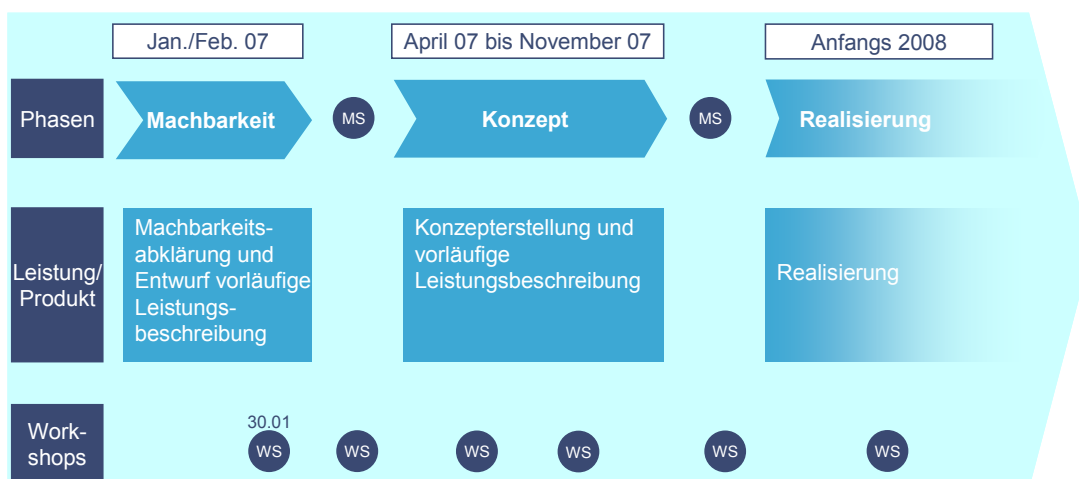 Jan./Feb. 07
April 07 bis November 07
Anfangs 2008
Phasen
Machbarkeit
MS
Konzept
MS
Realisierung
Leistung/
Produkt
Machbarkeits-
abklärung und
Entwurf vorläufige
Leistungs-
beschreibung
Konzepterstellung und
vorläufige
Leistungsbeschreibung
Realisierung
Work-
shops
30.01
WS
WS
WS
WS
WS
WS